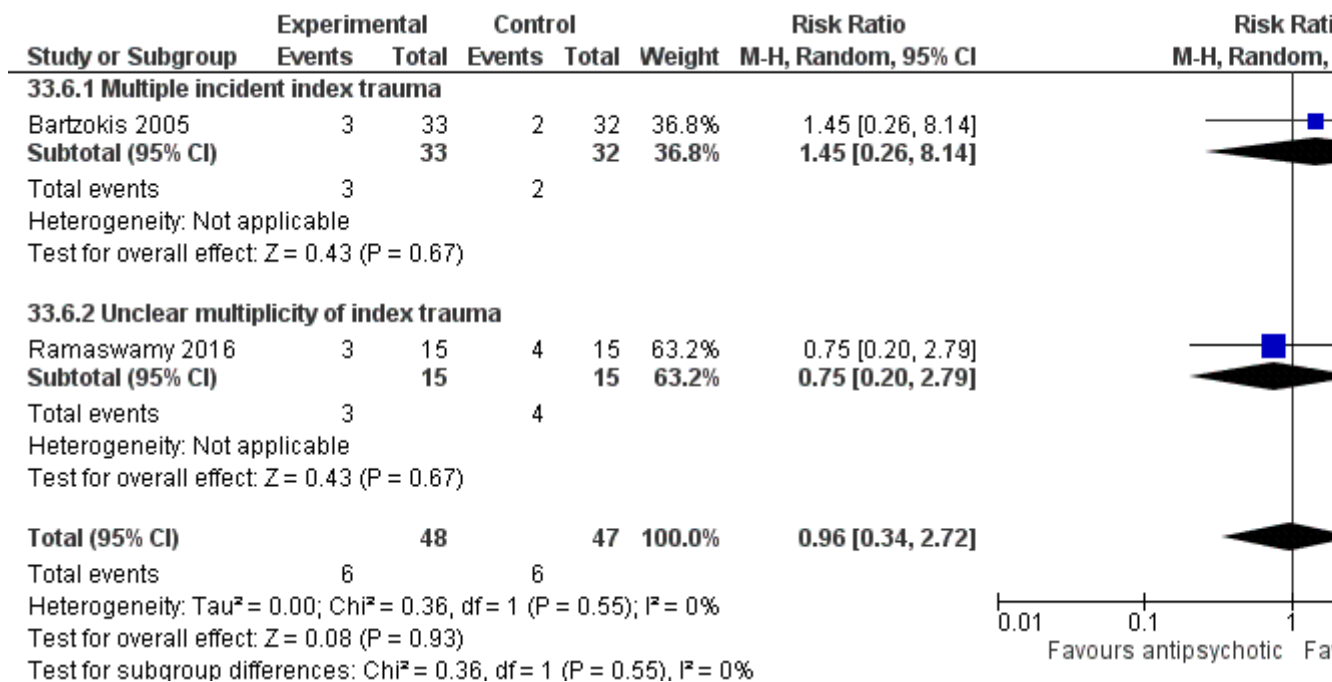 Experimental Control Risk Ratio Risk Rati
Study or Subgroup Events Total Events Total Weight M-H, Random, 95% CI M-H, Random,
33.6.1 Multiple incident index trauma
Bartzokis 2005 3 33 2 32 36.8% 1.45 [0.26, 8.14]
Subtotal (95% CI) 33 32 36.8% 1.45 [0.26, 8.14]
Total events 3 2
Heterogeneity: Not applicable
Test for overall effect: Z = 0.43 (P = 0.67)
33.6.2 Unclear multiplicity of index trauma
Ramaswamy 2016 3 15 4 15 63.2% 0.75 [0.20, 2.79]
Subtotal (95% CI) 15 15 63.2% 0.75 [0.20, 2.79]
Total events 3 4
Heterogeneity: Not applicable
Test for overall effect: Z = 0.43 (P = 0.67)
Total (95% CI) 48 47 100.0% 0.96 [0.34, 2.72]
Total events 6 6
Heterogeneity: Tau² = 0.00; Chi² = 0.36, df = 1 (P = 0.55); I² = 0%
Test for overall effect: Z = 0.08 (P = 0.93)
Test for subgroup differences: Chi² = 0.36, df = 1 (P = 0.55), I² = 0%
0.01 0.1 1
Favours antipsychotic Fa